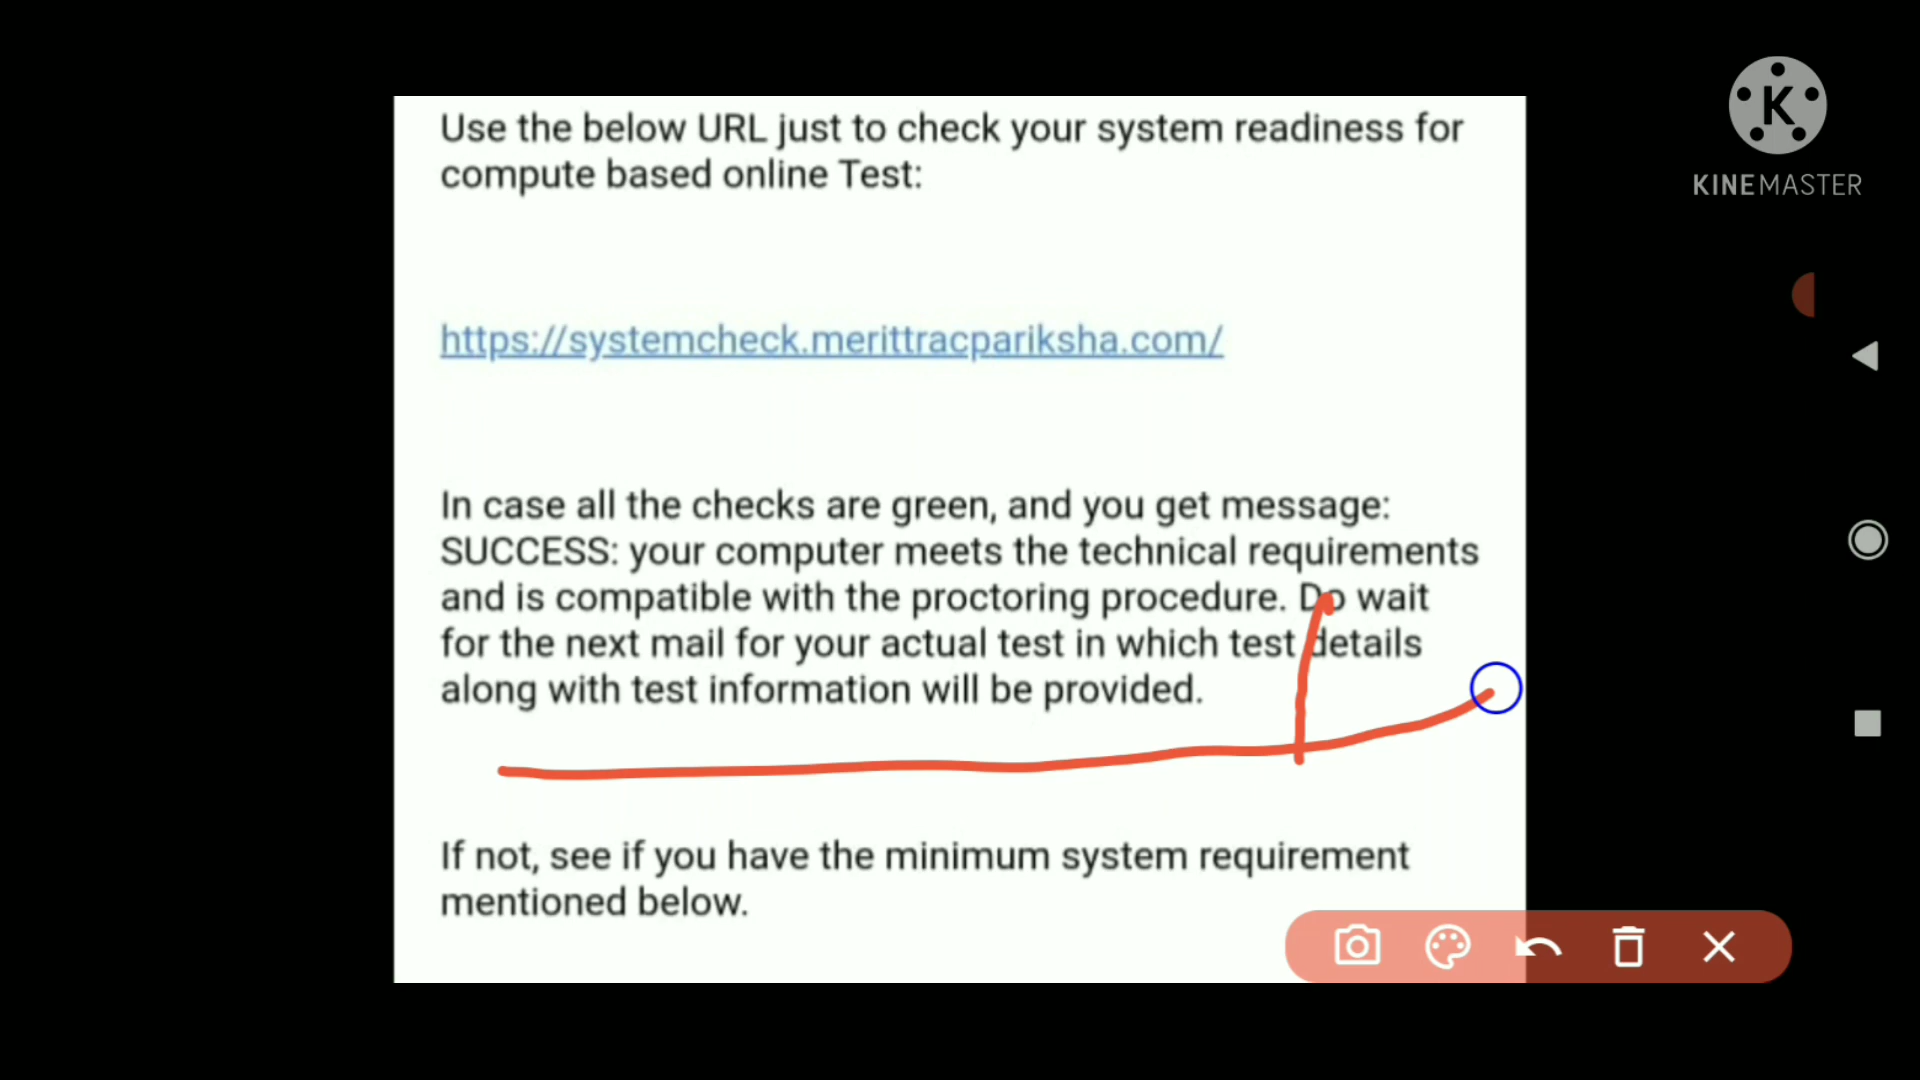 Use the below URL just to check your system readiness for
compute based online Test:
https://systemcheck.merittracpariksha.com/
In case all the checks are green, and you get message:
SUCCESS: your computer meets the technical requirements
and is compatible with the proctoring procedure. Do wait
for the next mail for your actual test in which test details
along with test information will be provided.
If not, see if you have the minimum system requirement
mentioned below.
K
KINEMASTER